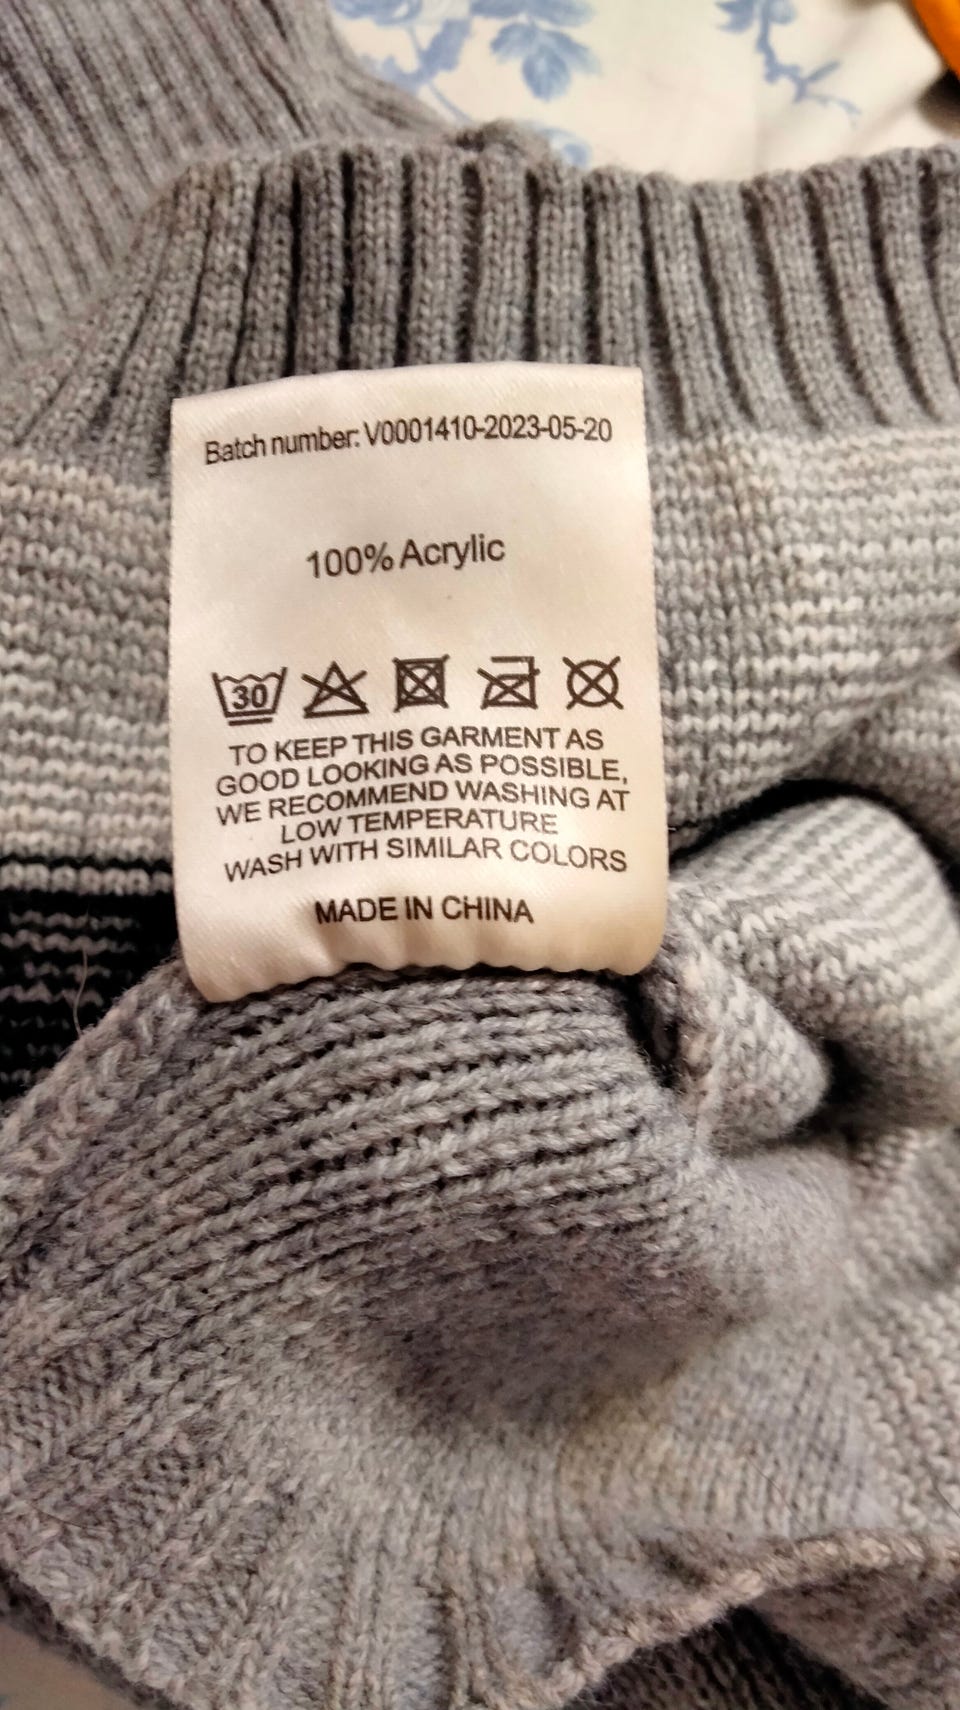 Batch number: V0001410-2023-05-20
100% Acrylic
30
TO KEEP THIS GARMENT AS
GOOD LOOKING AS POSSIBLE,
WE RECOMMEND WASHING AT
LOW TEMPERATURE
WASH WITH SIMILAR COLORS
MADE IN CHINA